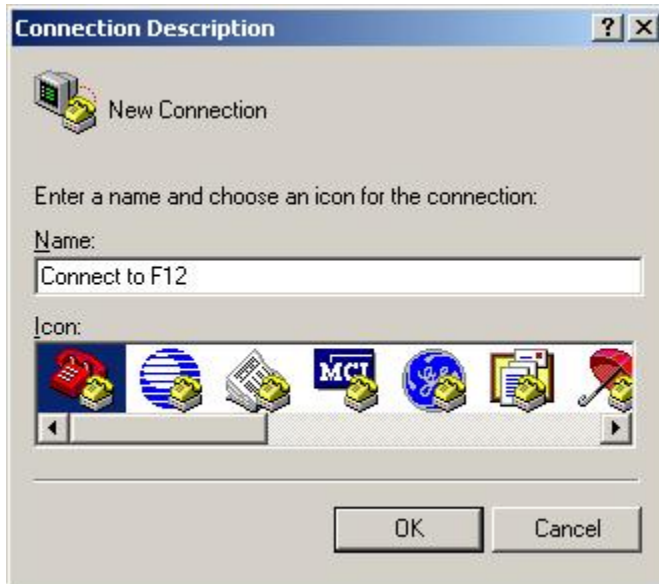 Connection Description
New Connection
Enter a name and choose an icon for the connection:
Name:
Connect to F12
Icon:
MCI
OK Cancel